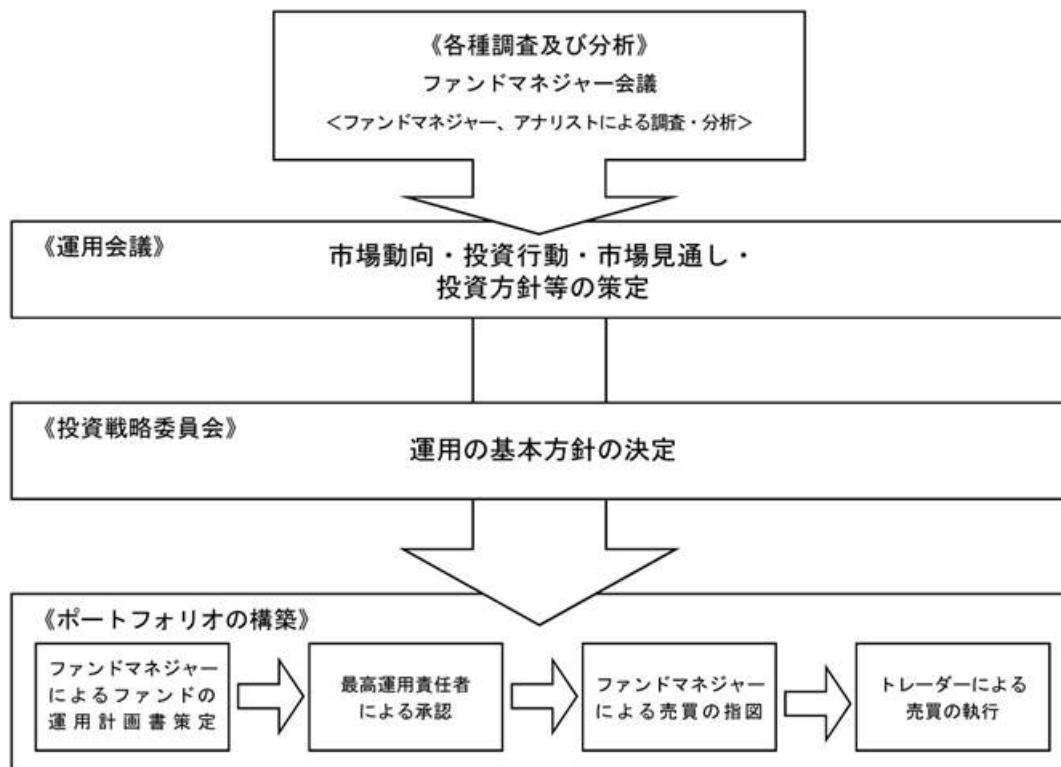 《各種調査及び分析》
ファンドマネジャー会議
＜ファンドマネジャー、アナリストによる調査・分析＞
《運用会議》
市場動向・投資行動・市場見通し・
投資方針等の策定
《投資戦略委員会》
運用の基本方針の決定
《ポートフォリオの構築》
ファンドマネジャー
によるファンドの
運用計画書策定
最高運用責任者
による承認
ファンドマネジャー
による売買の指図
トレーダーによる
売買の執行